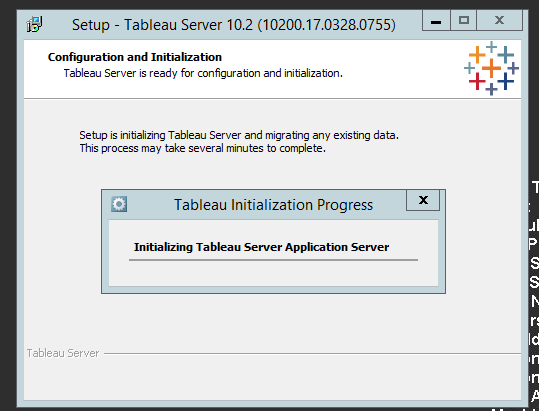 Setup - Tableau Server 10.2 (10200.17.0328.0755)
Configuration and Initialization
Tableau Server is ready for configuration and initialization.
Setup is initializing Tableau Server and migrating any existing data.
This process may take several minutes to complete.
Tableau Initialization Progress
Initializing Tableau Server Application Server
Tableau Server